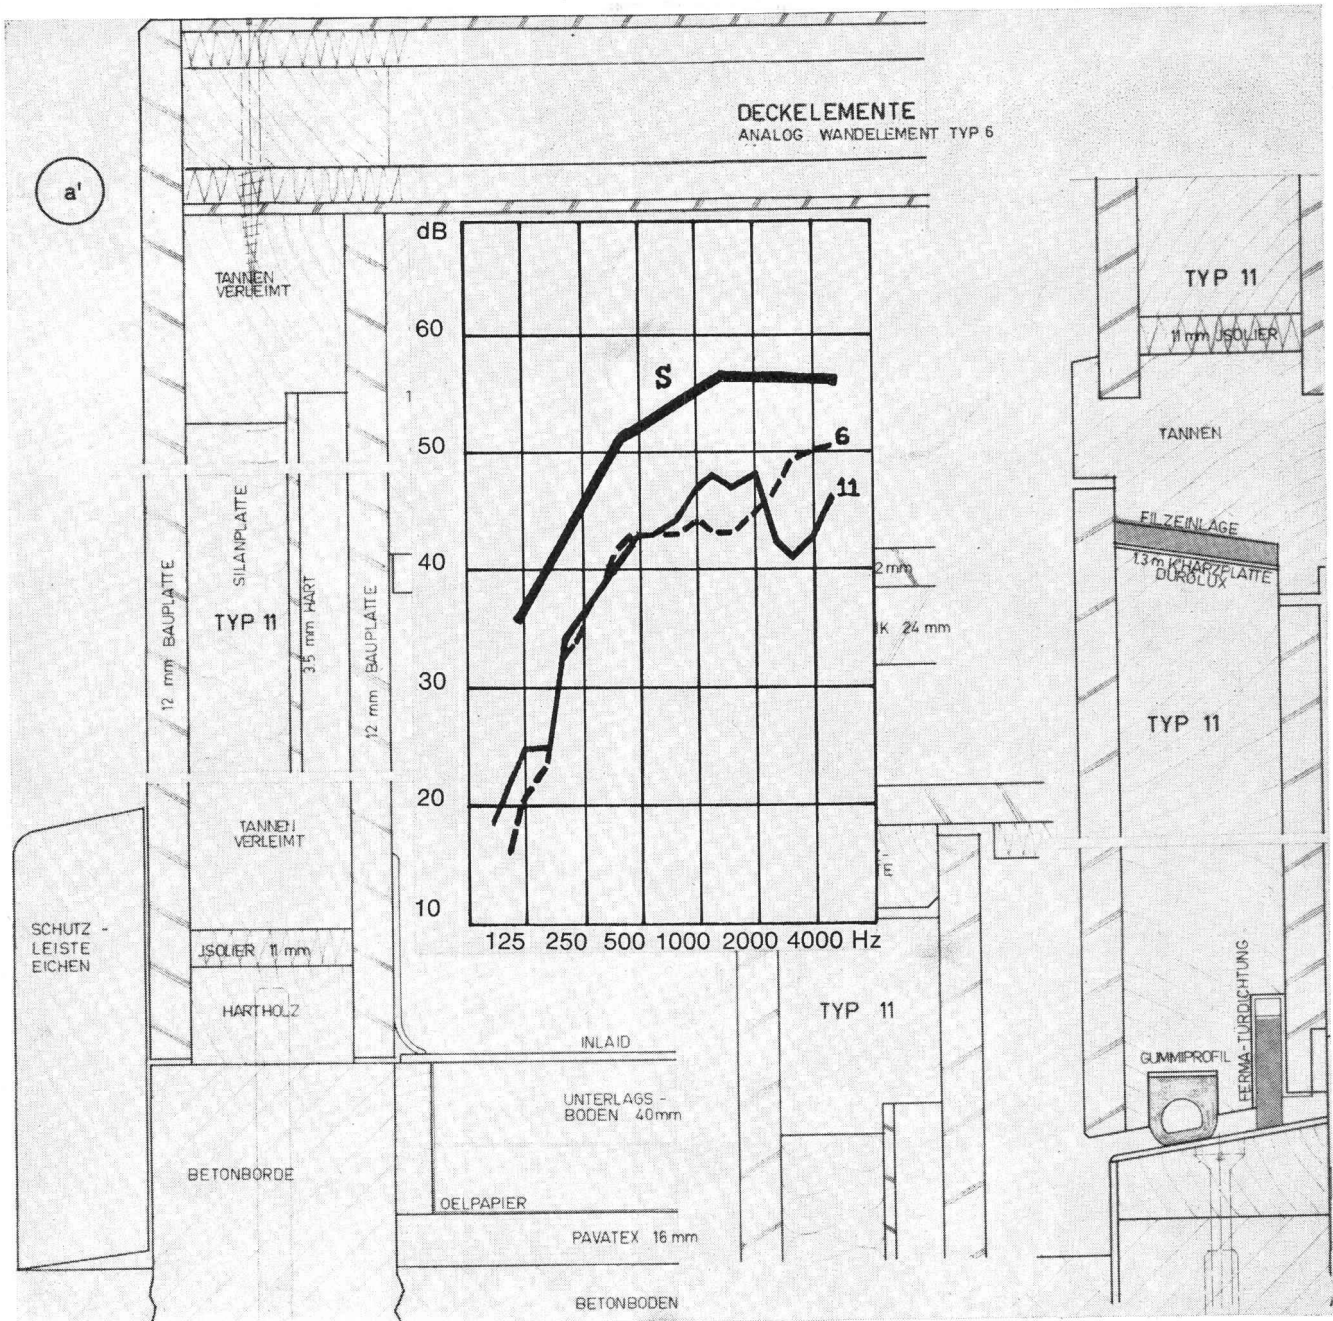 DECKELEMENTE
ANALOG. WANDELEMENT TYP 6
a'
TANNEN
VERLEIMT
dB
60
50
40
30
20
10
125 250 500 1000 2000 4000 Hz
S
6
11
12 mm BAUPLATTE
SILANPLATTE
TYP 11
3.5 mm HART
12 mm BAUPLATTE
TANNEN
VERLEIMT
JSOLIER 11 mm
HARTHOLZ
SCHUTZ-
LEISTE
EICHEN
BETONBORDE
INLAID
UNTERLAGS-
BODEN 40mm
OELPAPIER
PAVATEX 16 mm
BETONBODEN
2 mm
IK 24 mm
TE
TYP 11
TYP 11
11 mm JSOLIER
TANNEN
FILZEINLAGE
DUROLUX
TYP 11
GUMMIPROFIL
FERMA-TÜRDICHTUNG